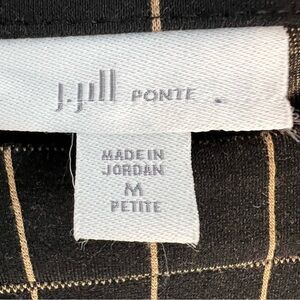 J.Jill PONTE
MADE IN
JORDAN
M
PETITE